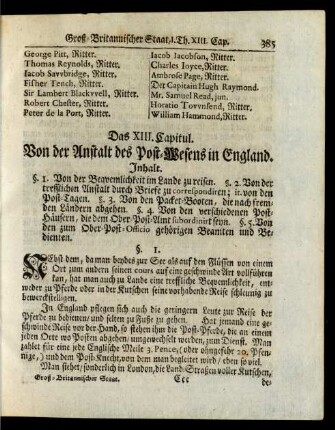 Groß-Britannischer Staat, I. Th. XIII. Cap. 385
George Pitt, Ritter.
Thomas Reynolds, Ritter.
Iacob Savvbridge, Ritter.
Fisher Tench, Ritter.
Sir Lambert Blackvvell, Ritter.
Robert Chester, Ritter.
Peter de la Port, Ritter.
Iacob Iacobson, Ritter.
Charles Ioyce, Ritter.
Ambrose Page, Ritter.
Der Capitain Hugh Raymond.
Mr. Samuel Read, jun.
Horatio Tovvnsend, Ritter.
William Hammond, Ritter.
Das XIII. Capitul.
Von der Anstalt des Post-Wesens in England.
Inhalt.
§. 1. Von der Bequemlichkeit im Lande zu reisen. §. 2. Von der
trefflichen Anstalt durch Briefe zu correspondiren; it. von den
Post-Tagen. §. 3. Von den Packet-Booten, die nach frem-
den Ländern abgehen. §. 4. Von den verschiedenen Post-
Häusern, die dem Ober-Post-Amt subordinirt seyn. §. 5. Von
den zum Ober-Post-Officio gehörigen Beamten und Be-
dienten.
§. 1.
NEbst dem, da man beydes zur See als auf den Flüssen von einem
Ort zum andern seinen cours auf eine geschwinde Art vollführen
kan, hat man auch zu Lande eine treffliche Bequemlichkeit, ent-
weder zu Pferde oder in der Kutschen seine vorhabende Reise schleunig zu
bewerckstelligen.
In England pflegen sich auch die geringern Leute zur Reise der
Pferde zu bedienen/ und selten zu Fuße zu gehen. Hat jemand eine ge-
schwinde Reise vor der Hand, so stehen ihm die Post-Pferde, die an einem
jeden Orte wo Posten abgehen, umgewechselt werden, zum Dienst. Man
zahlet für eine jede Englische Meile 3. Pence, (oder ohngefehr 20. Pfen-
nige,) und dem Post-Knecht, von dem man begleitet wird/ eben so viel.
Man siehet/ sonderlich in London, die Land-Straßen voller Kutschen,
Groß-Britannischer Staat. Ccc de-